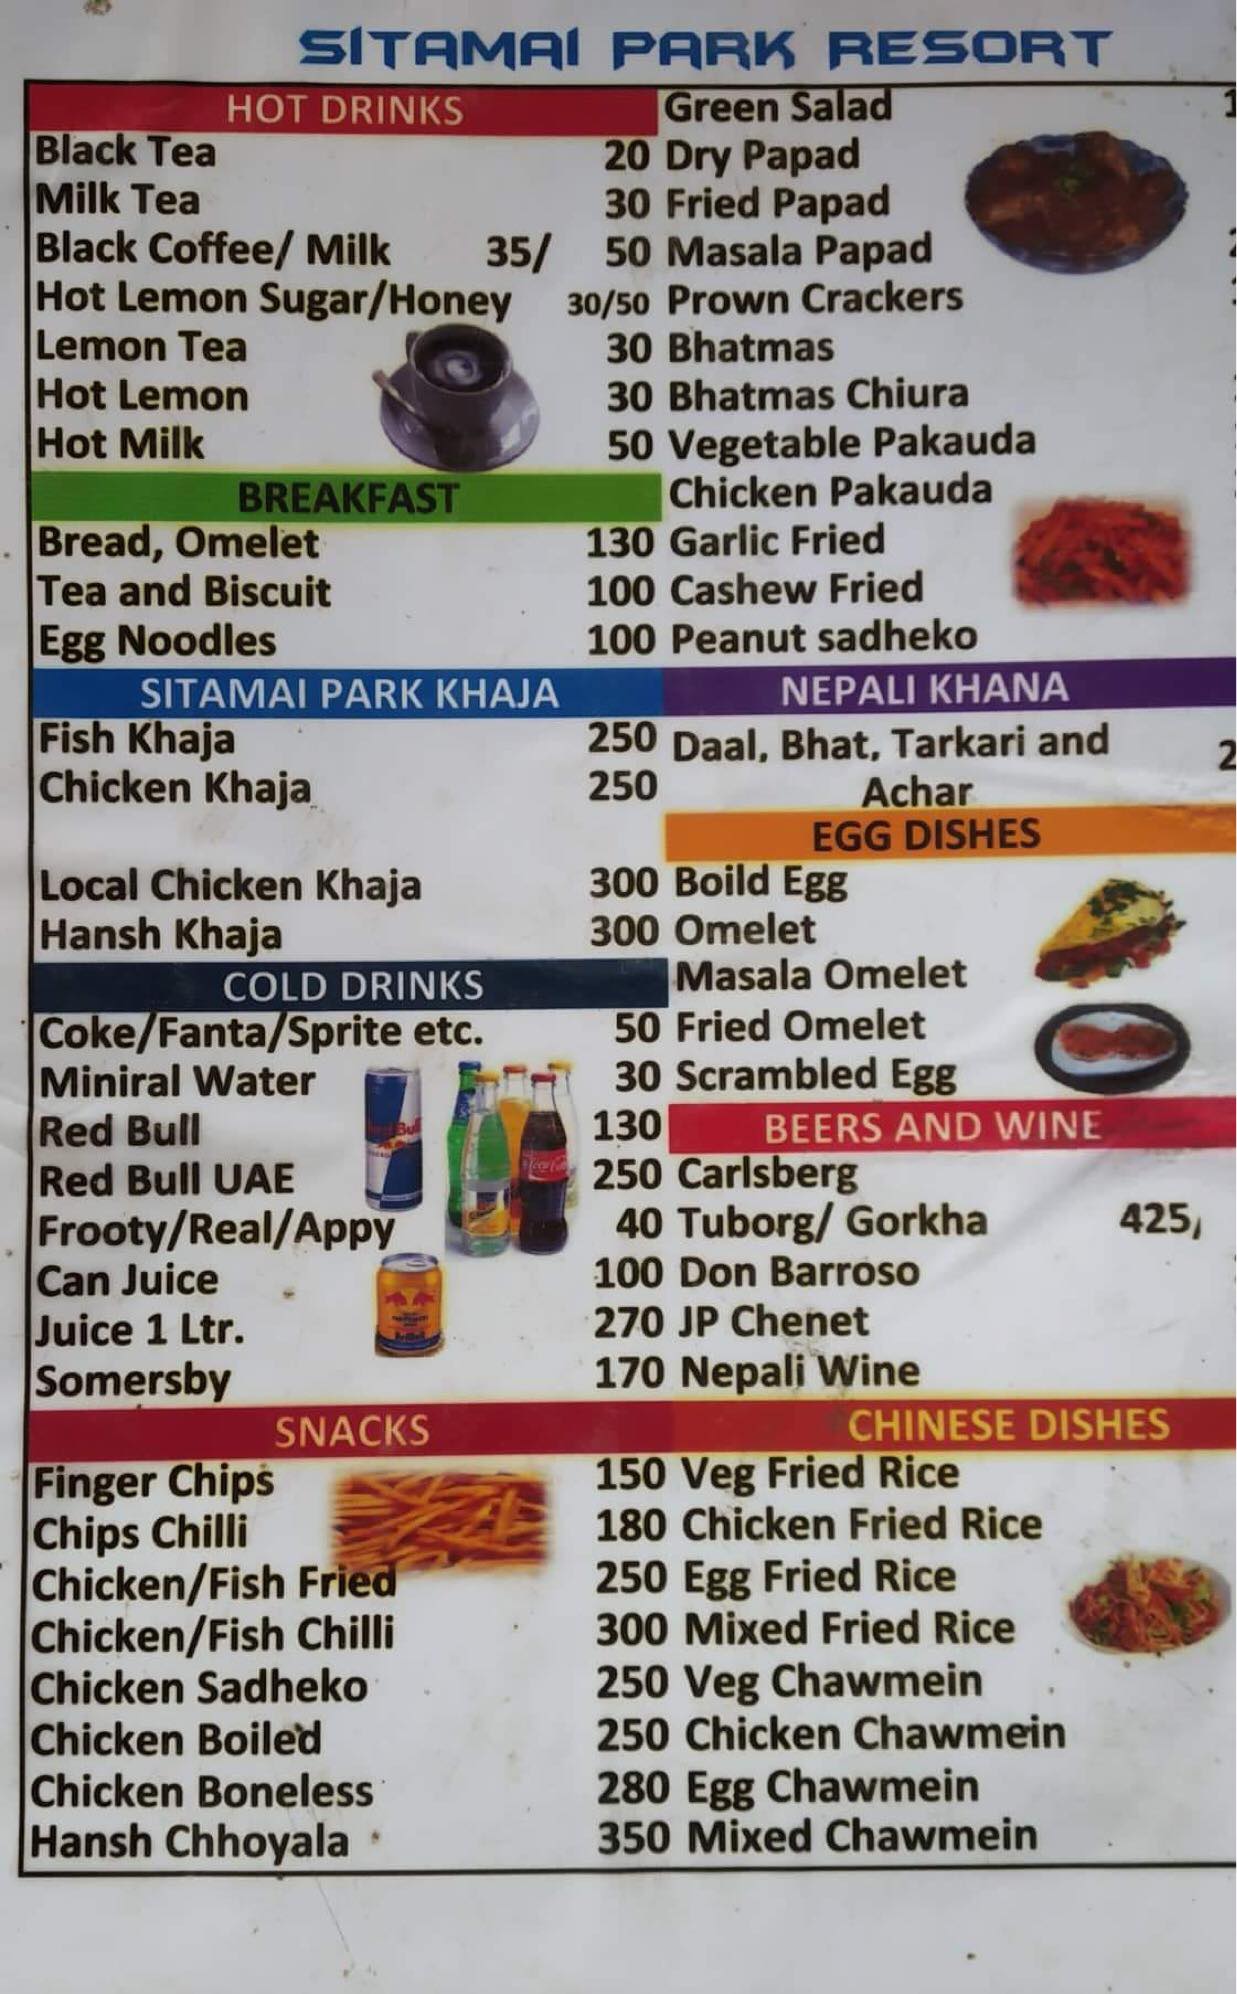 SITAMAI PARK RESORT
HOT DRINKS
Black Tea 20
Milk Tea 30
Black Coffee/ Milk 35/ 50
Hot Lemon Sugar/Honey 30/50
Lemon Tea 30
Hot Lemon 30
Hot Milk 50
BREAKFAST
Bread, Omelet 130
Tea and Biscuit 100
Egg Noodles 100
SITAMAI PARK KHAJA
Fish Khaja 250
Chicken Khaja 250
Local Chicken Khaja 300
Hansh Khaja 300
COLD DRINKS
Coke/Fanta/Sprite etc. 50
Miniral Water 30
Red Bull 130
Red Bull UAE 250
Frooty/Real/Appy 40
Can Juice 100
Juice 1 Ltr. 270
Somersby 170
SNACKS
Finger Chips 150
Chips Chilli 180
Chicken/Fish Fried 250
Chicken/Fish Chilli 300
Chicken Sadheko 250
Chicken Boiled 250
Chicken Boneless 280
Hansh Chhoyala 350
Green Salad
Dry Papad
Fried Papad
Masala Papad
Prown Crackers
Bhatmas
Bhatmas Chiura
Vegetable Pakauda
Chicken Pakauda
Garlic Fried
Cashew Fried
Peanut sadheko
NEPALI KHANA
Daal, Bhat, Tarkari and
Achar
EGG DISHES
Boild Egg
Omelet
Masala Omelet
Fried Omelet
Scrambled Egg
BEERS AND WINE
Carlsberg
Tuborg/ Gorkha 425/
Don Barroso
JP Chenet
Nepali Wine
CHINESE DISHES
Veg Fried Rice
Chicken Fried Rice
Egg Fried Rice
Mixed Fried Rice
Veg Chawmein
Chicken Chawmein
Egg Chawmein
Mixed Chawmein